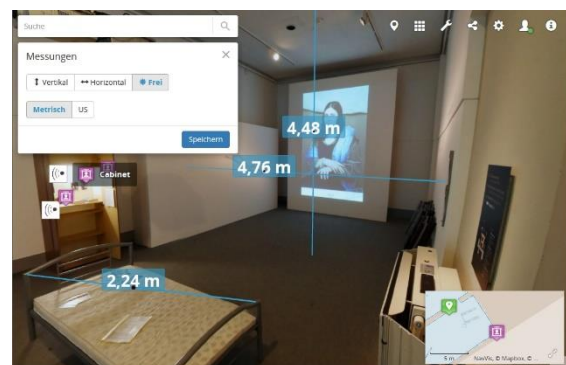 Suche
Messungen
Vertikal
Horizontal
Frei
Metrisch
US
Speichern
4,48 m
4,76 m
Cabinet
2,24 m
5 m
NavVis, © Mapbox, ©